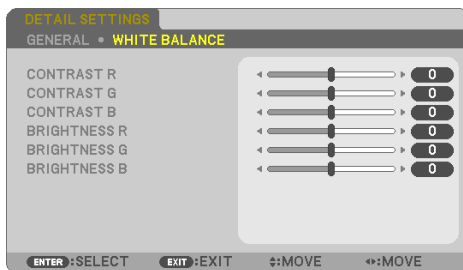 DETAIL SETTINGS
GENERAL • WHITE BALANCE
CONTRAST R 0
CONTRAST G 0
CONTRAST B 0
BRIGHTNESS R 0
BRIGHTNESS G 0
BRIGHTNESS B 0
ENTER:SELECT EXIT:EXIT :MOVE :MOVE